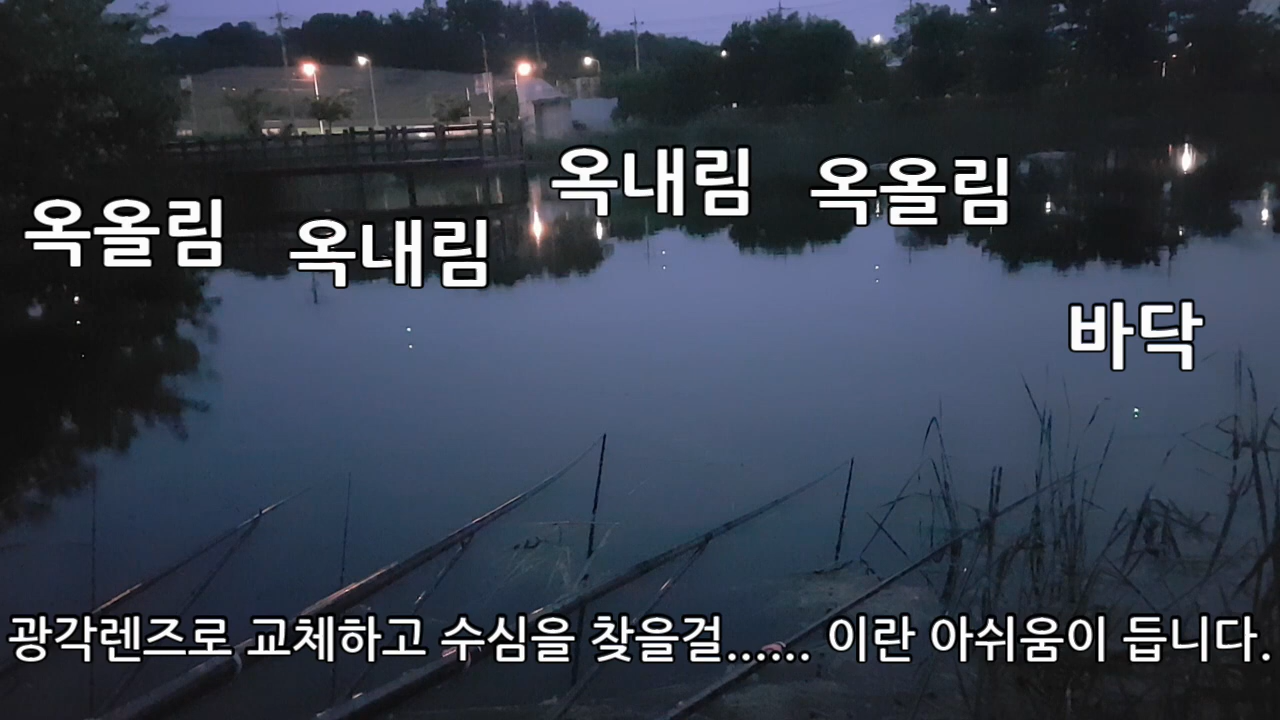 옥올림
옥내림
옥내림
옥올림
바닥
광각렌즈로 교체하고 수심을 찾을걸...... 이란 아쉬움이 듭니다.